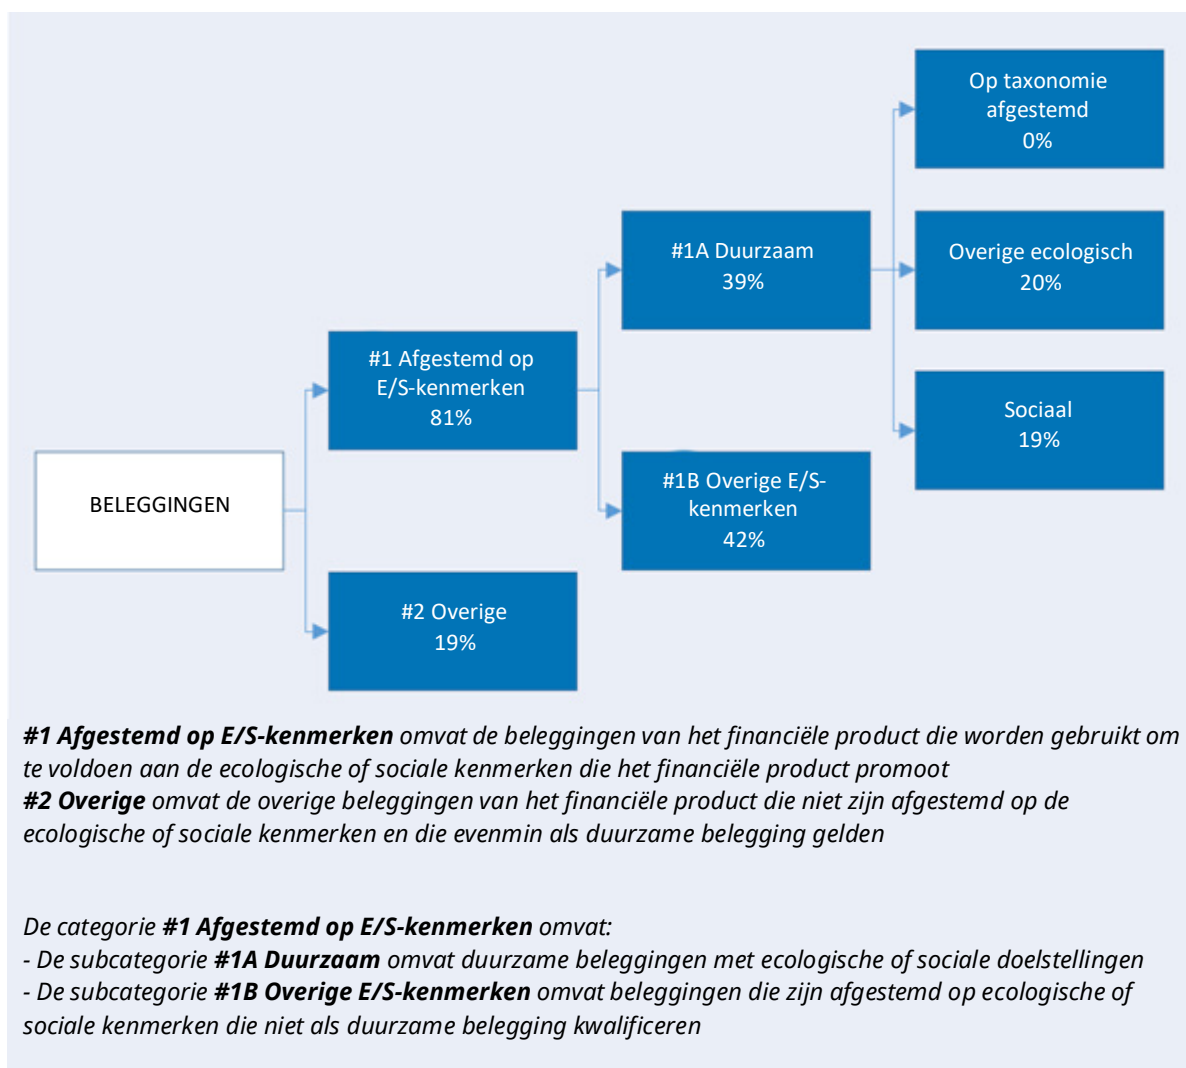 Op taxonomie
afgestemd
0%
#1A Duurzaam
39%
Overige ecologisch
20%
#1 Afgestemd op
E/S-kenmerken
81%
Sociaal
19%
BELEGGINGEN
#1B Overige E/S-
kenmerken
42%
#2 Overige
19%
#1 Afgestemd op E/S-kenmerken omvat de beleggingen van het financiële product die worden gebruikt om
te voldoen aan de ecologische of sociale kenmerken die het financiële product promoot
#2 Overige omvat de overige beleggingen van het financiële product die niet zijn afgestemd op de
ecologische of sociale kenmerken en die evenmin als duurzame belegging gelden
De categorie #1 Afgestemd op E/S-kenmerken omvat:
- De subcategorie #1A Duurzaam omvat duurzame beleggingen met ecologische of sociale doelstellingen
- De subcategorie #1B Overige E/S-kenmerken omvat beleggingen die zijn afgestemd op ecologische of
sociale kenmerken die niet als duurzame belegging kwalificeren